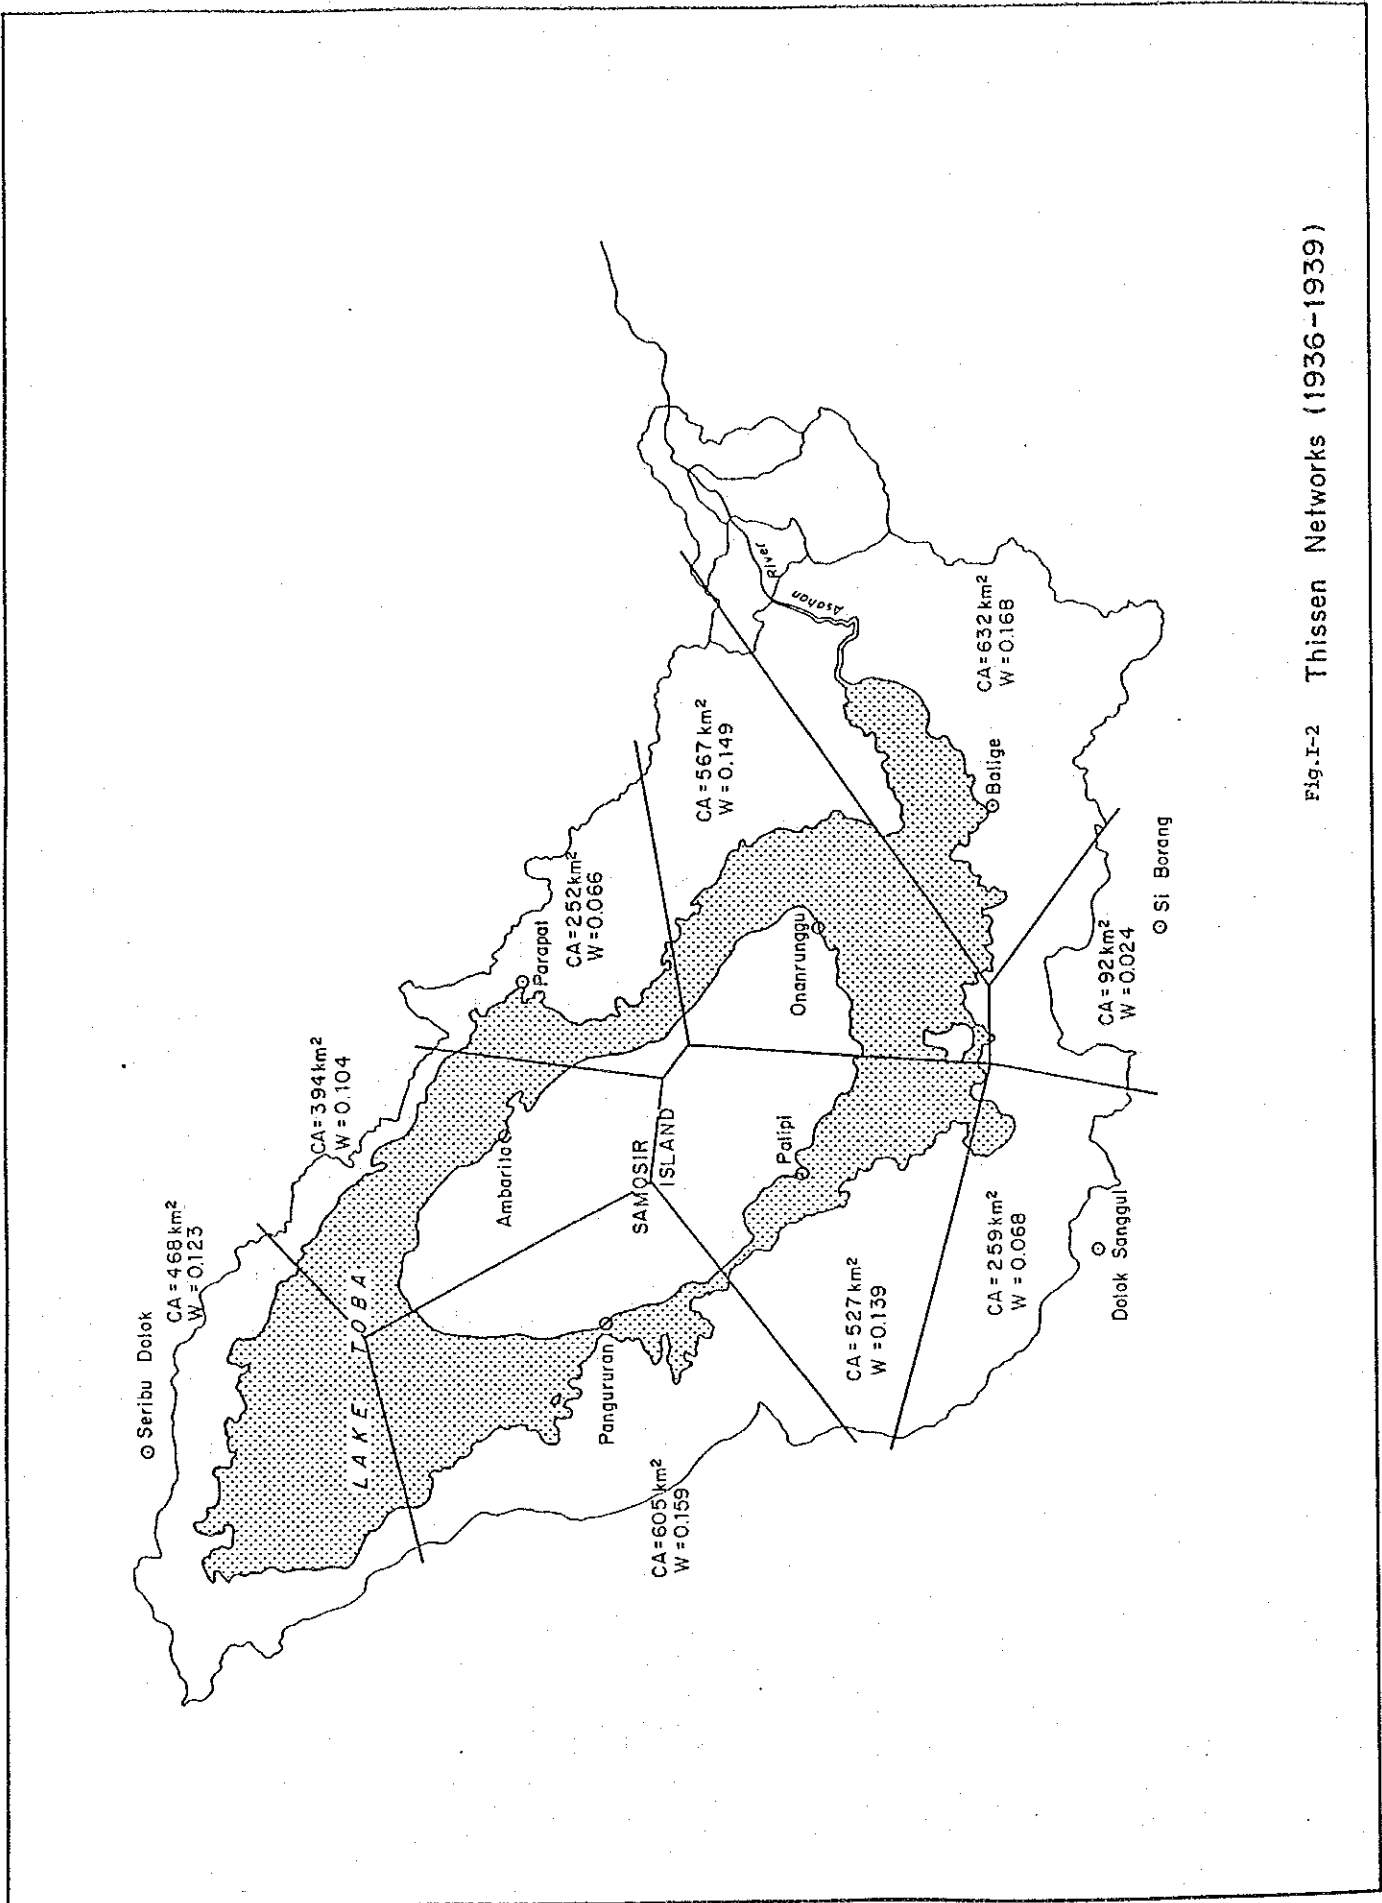 Seribu Dolok
CA = 468 km²
W = 0.123
CA = 394 km²
W = 0.104
LAKE TOBA
Ambarita
Parapat
CA = 252 km²
W = 0.066
Pangururan
CA = 605 km²
W = 0.159
SAMOSIR
ISLAND
CA = 567 km²
W = 0.149
Palipi
Onanrunggu
Asahan River
CA = 527 km²
W = 0.139
Balige
CA = 632 km²
W = 0.168
CA = 259 km²
W = 0.068
Dolok Sanggul
CA = 92 km²
W = 0.024
Si Borang
Fig.I-2 Thissen Networks (1936-1939)